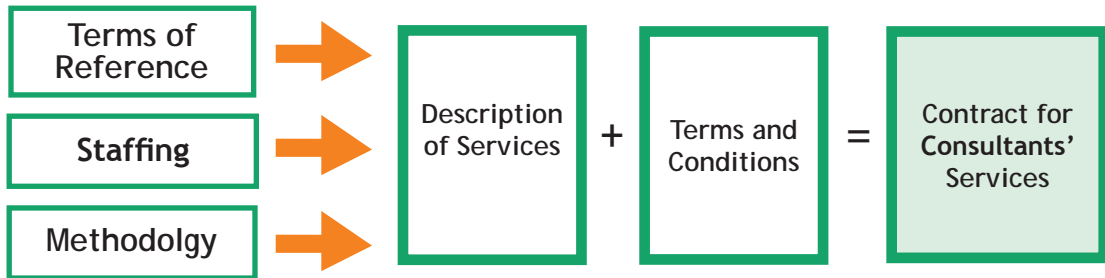 Terms of
Reference
Staffing
Methodolgy
Description
of Services
+
Terms and
Conditions
=
Contract for
Consultants’
Services